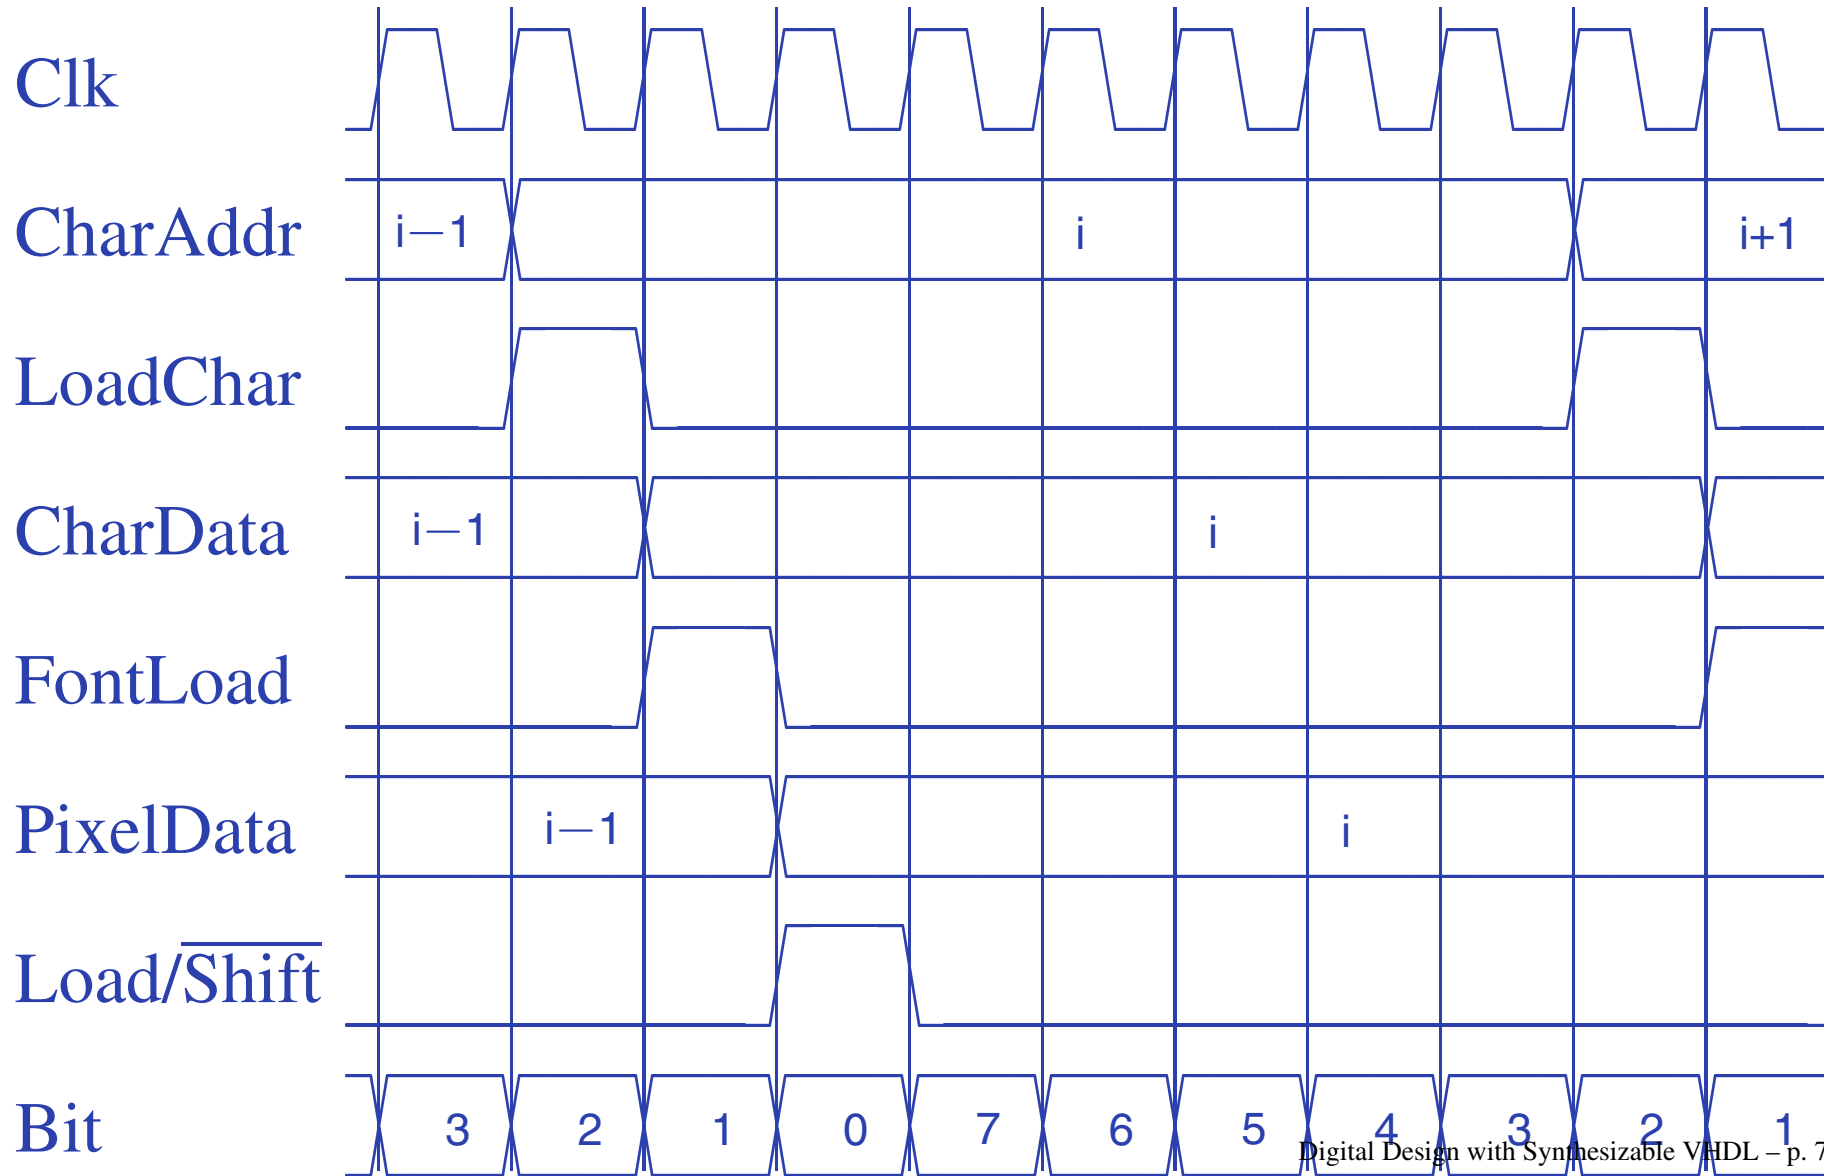 Clk
CharAddr i−1 i i+1
LoadChar
CharData i−1 i
FontLoad
PixelData i−1 i
Load/Shift
Bit 3 2 1 0 7 6 5 4 3 2 1
Digital Design with Synthesizable VHDL – p. 7